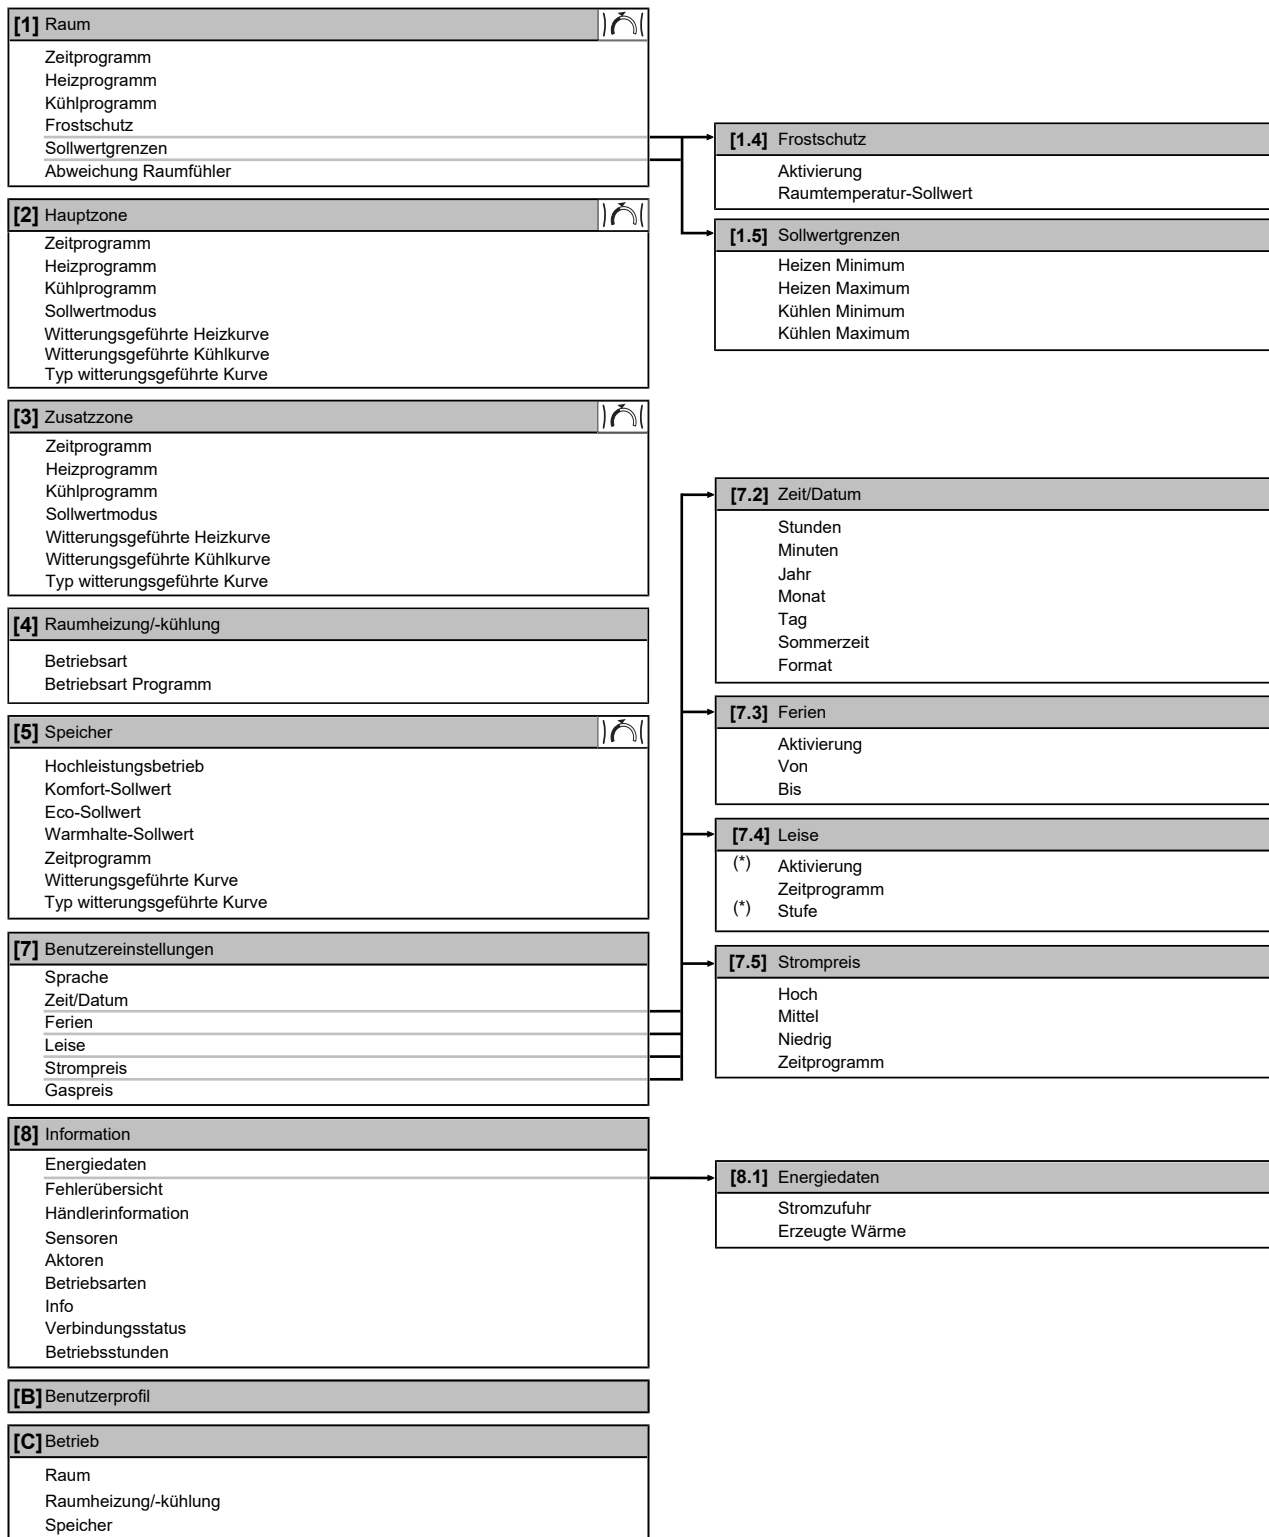 [1] Raum
Zeitprogramm
Heizprogramm
Kühlprogramm
Frostschutz
Sollwertgrenzen
Abweichung Raumfühler
[1.4] Frostschutz
Aktivierung
Raumtemperatur-Sollwert
[1.5] Sollwertgrenzen
Heizen Minimum
Heizen Maximum
Kühlen Minimum
Kühlen Maximum
[2] Hauptzone
Zeitprogramm
Heizprogramm
Kühlprogramm
Sollwertmodus
Witterungsgeführte Heizkurve
Witterungsgeführte Kühlkurve
Typ witterungsgeführte Kurve
[3] Zusatzzone
Zeitprogramm
Heizprogramm
Kühlprogramm
Sollwertmodus
Witterungsgeführte Heizkurve
Witterungsgeführte Kühlkurve
Typ witterungsgeführte Kurve
[4] Raumheizung/-kühlung
Betriebsart
Betriebsart Programm
[5] Speicher
Hochleistungsbetrieb
Komfort-Sollwert
Eco-Sollwert
Warmhalte-Sollwert
Zeitprogramm
Witterungsgeführte Kurve
Typ witterungsgeführte Kurve
[7] Benutzereinstellungen
Sprache
Zeit/Datum
Ferien
Leise
Strompreis
Gaspreis
[7.2] Zeit/Datum
Stunden
Minuten
Jahr
Monat
Tag
Sommerzeit
Format
[7.3] Ferien
Aktivierung
Von
Bis
[7.4] Leise
(*) Aktivierung
Zeitprogramm
(*) Stufe
[7.5] Strompreis
Hoch
Mittel
Niedrig
Zeitprogramm
[8] Information
Energiedaten
Fehlerübersicht
Händlerinformation
Sensoren
Aktoren
Betriebsarten
Info
Verbindungsstatus
Betriebsstunden
[8.1] Energiedaten
Stromzufuhr
Erzeugte Wärme
[B] Benutzerprofil
[C] Betrieb
Raum
Raumheizung/-kühlung
Speicher